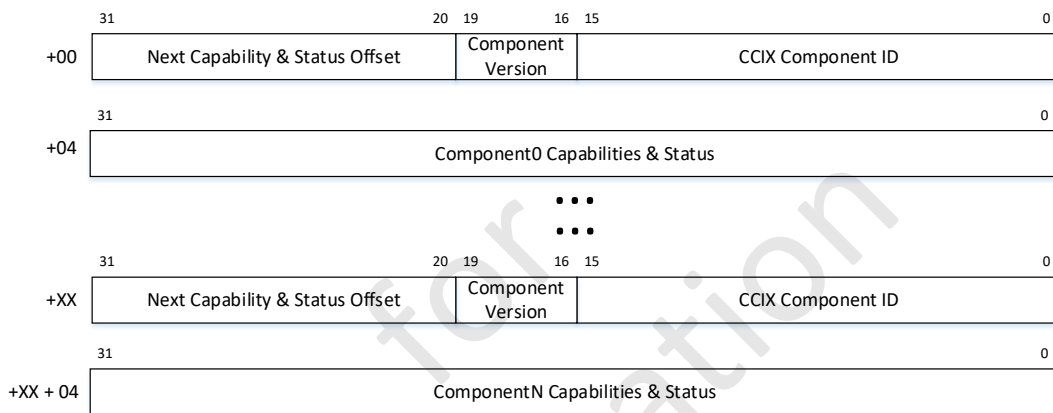 31 20 19 16 15 0
+00 Next Capability & Status Offset Component Version CCIX Component ID
31 0
+04 Component0 Capabilities & Status
• • •
• • •
31 20 19 16 15 0
+XX Next Capability & Status Offset Component Version CCIX Component ID
31 0
+XX + 04 ComponentN Capabilities & Status
for